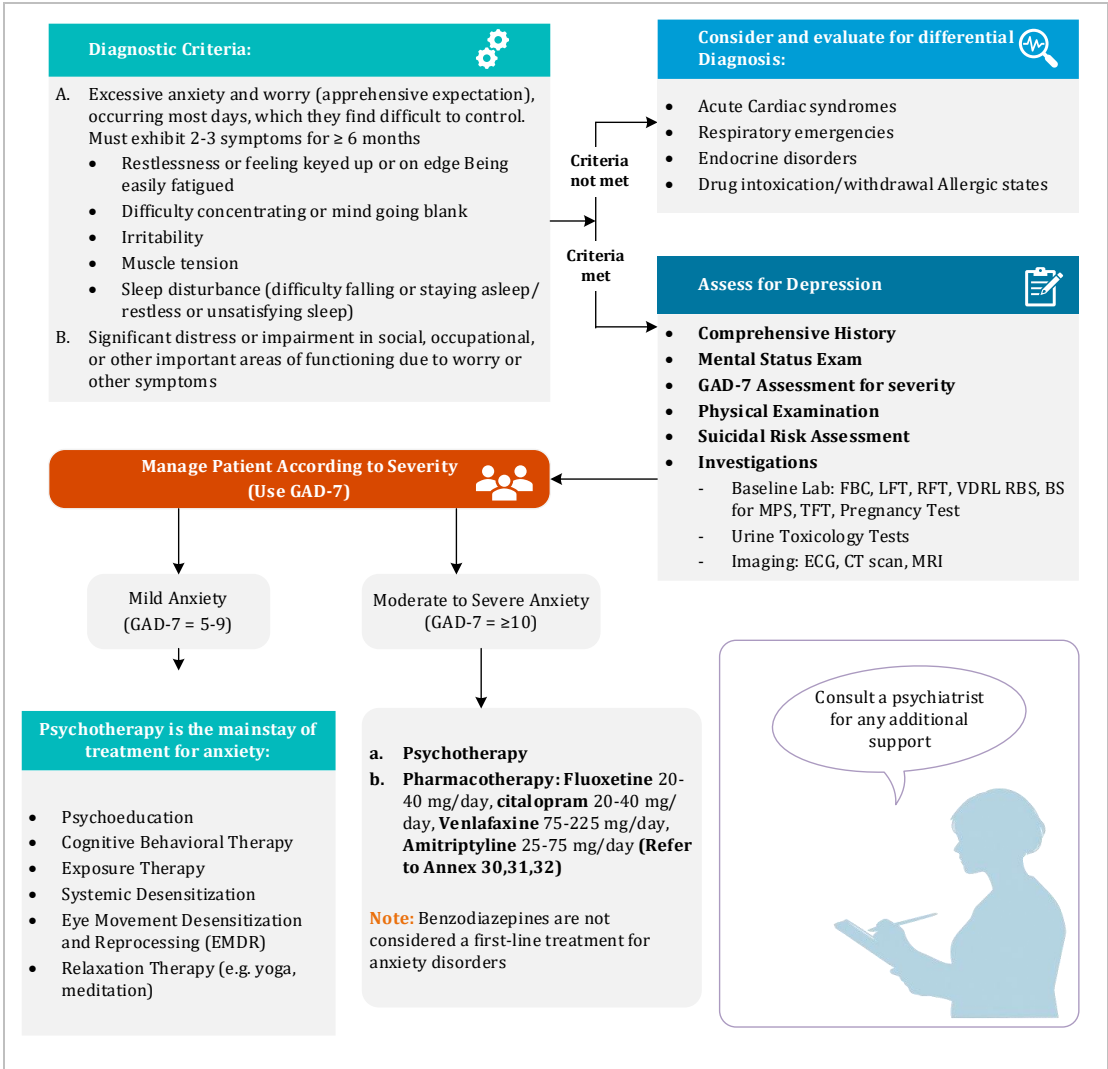 Diagnostic Criteria:
A. Excessive anxiety and worry (apprehensive expectation),
occurring most days, which they find difficult to control.
Must exhibit 2-3 symptoms for ≥ 6 months
• Restlessness or feeling keyed up or on edge Being
easily fatigued
• Difficulty concentrating or mind going blank
• Irritability
• Muscle tension
• Sleep disturbance (difficulty falling or staying asleep/
restless or unsatisfying sleep)
B. Significant distress or impairment in social, occupational,
or other important areas of functioning due to worry or
other symptoms
Criteria
not met
Criteria
met
Consider and evaluate for differential
Diagnosis:
• Acute Cardiac syndromes
• Respiratory emergencies
• Endocrine disorders
• Drug intoxication/withdrawal Allergic states
Assess for Depression
• Comprehensive History
• Mental Status Exam
• GAD-7 Assessment for severity
• Physical Examination
• Suicidal Risk Assessment
• Investigations
- Baseline Lab: FBC, LFT, RFT, VDRL RBS, BS
for MPS, TFT, Pregnancy Test
- Urine Toxicology Tests
- Imaging: ECG, CT scan, MRI
Manage Patient According to Severity
(Use GAD-7)
Mild Anxiety
(GAD-7 = 5-9)
Moderate to Severe Anxiety
(GAD-7 = ≥10)
Psychotherapy is the mainstay of
treatment for anxiety:
• Psychoeducation
• Cognitive Behavioral Therapy
• Exposure Therapy
• Systemic Desensitization
• Eye Movement Desensitization
and Reprocessing (EMDR)
• Relaxation Therapy (e.g. yoga,
meditation)
a. Psychotherapy
b. Pharmacotherapy: Fluoxetine 20-
40 mg/day, citalopram 20-40 mg/
day, Venlafaxine 75-225 mg/day,
Amitriptyline 25-75 mg/day (Refer
to Annex 30,31,32)
Note: Benzodiazepines are not
considered a first-line treatment for
anxiety disorders
Consult a psychiatrist
for any additional
support